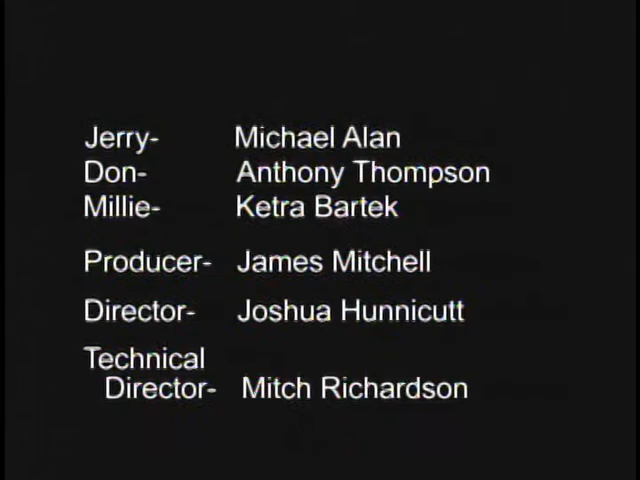 Jerry- Michael Alan
Don- Anthony Thompson
Millie- Ketra Bartek
Producer- James Mitchell
Director- Joshua Hunnicutt
Technical
Director- Mitch Richardson